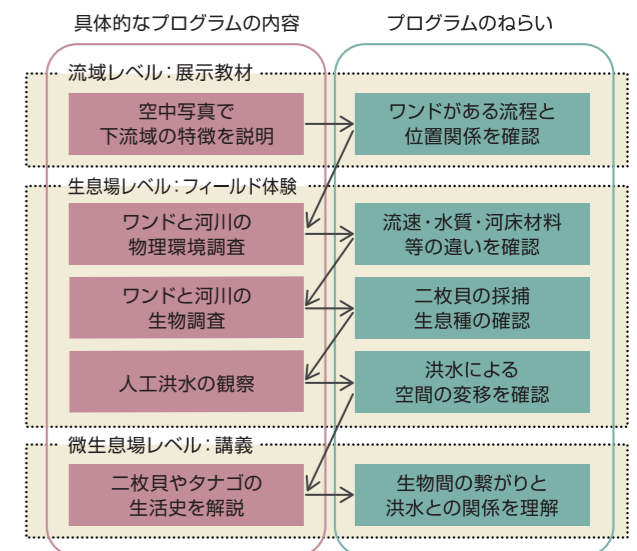 具体的なプログラムの内容
プログラムのねらい
流域レベル：展示教材
空中写真で
下流域の特徴を説明
ワンドがある流程と
位置関係を確認
生息場レベル：フィールド体験
ワンドと河川の
物理環境調査
流速・水質・河床材料
等の違いを確認
ワンドと河川の
生物調査
二枚貝の採捕
生息種の確認
人工洪水の観察
洪水による
空間の変移を確認
微生息場レベル：講義
二枚貝やタナゴの
生活史を解説
生物間の繋がりと
洪水との関係を理解